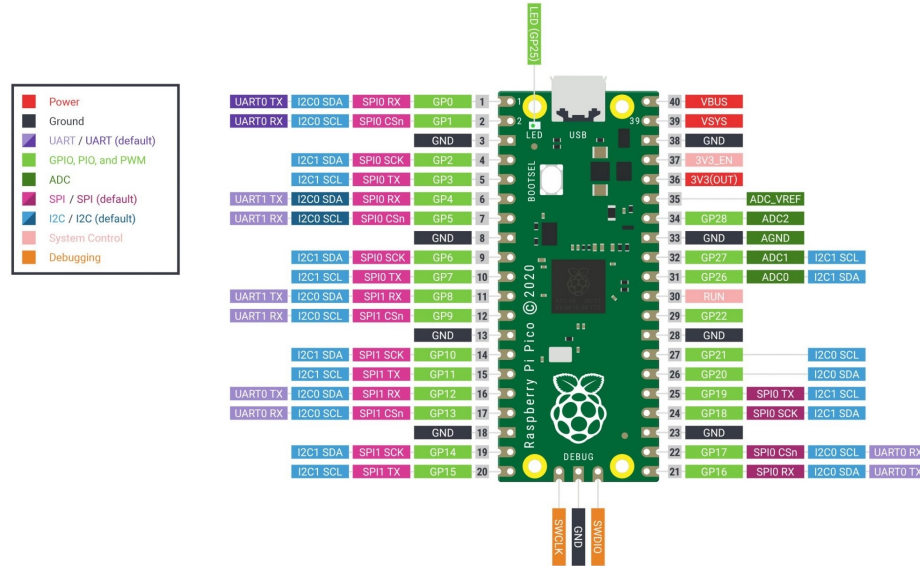 LED (GP25)
Power
Ground
UART / UART (default)
GPIO, PIO, and PWM
ADC
SPI / SPI (default)
I2C / I2C (default)
System Control
Debugging
UART0 TX I2C0 SDA SPI0 RX GP0 1 1 40 VBUS
UART0 RX I2C0 SCL SPI0 CSn GP1 2 2 39 39 VSYS
LED USB
GND 3 38 GND
I2C1 SDA SPI0 SCK GP2 4 37 3V3_EN
I2C1 SCL SPI0 TX GP3 5 36 3V3(OUT)
BOOTSEL
UART1 TX I2C0 SDA SPI0 RX GP4 6 35 ADC_VREF
UART1 RX I2C0 SCL SPI0 CSn GP5 7 34 GP28 ADC2
GND 8 33 GND AGND
I2C1 SDA SPI0 SCK GP6 9 32 GP27 ADC1 I2C1 SCL
I2C1 SCL SPI0 TX GP7 10 31 GP26 ADC0 I2C1 SDA
UART1 TX I2C0 SDA SPI1 RX GP8 11 30 RUN
UART1 RX I2C0 SCL SPI1 CSn GP9 12 29 GP22
GND 13 28 GND
Raspberry Pi Pico © 2020
I2C1 SDA SPI1 SCK GP10 14 27 GP21 I2C0 SCL
I2C1 SCL SPI1 TX GP11 15 26 GP20 I2C0 SDA
UART0 TX I2C0 SDA SPI1 RX GP12 16 25 GP19 SPI0 TX I2C1 SCL
UART0 RX I2C0 SCL SPI1 CSn GP13 17 24 GP18 SPI0 SCK I2C1 SDA
GND 18 23 GND
I2C1 SDA SPI1 SCK GP14 19 22 GP17 SPI0 CSn I2C0 SCL UART0 RX
I2C1 SCL SPI1 TX GP15 20 21 GP16 SPI0 RX I2C0 SDA UART0 TX
DEBUG
SWCLK
GND
SWDIO